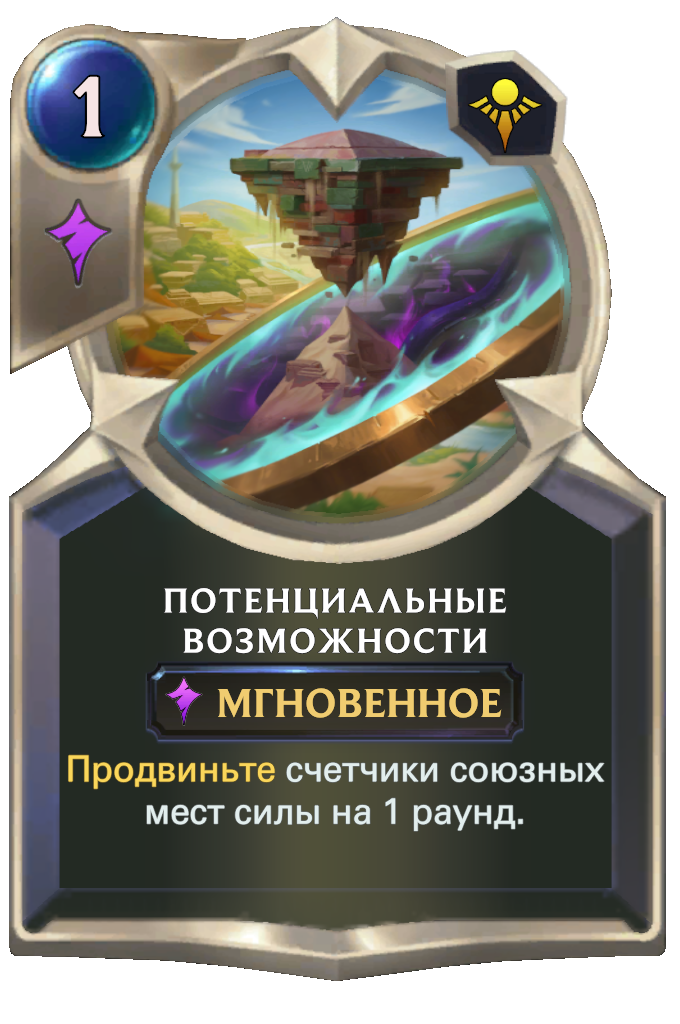 1
ПОТЕНЦИАЛЬНЫЕ
ВОЗМОЖНОСТИ
МГНОВЕННОЕ
Продвиньте счетчики союзных
мест силы на 1 раунд.